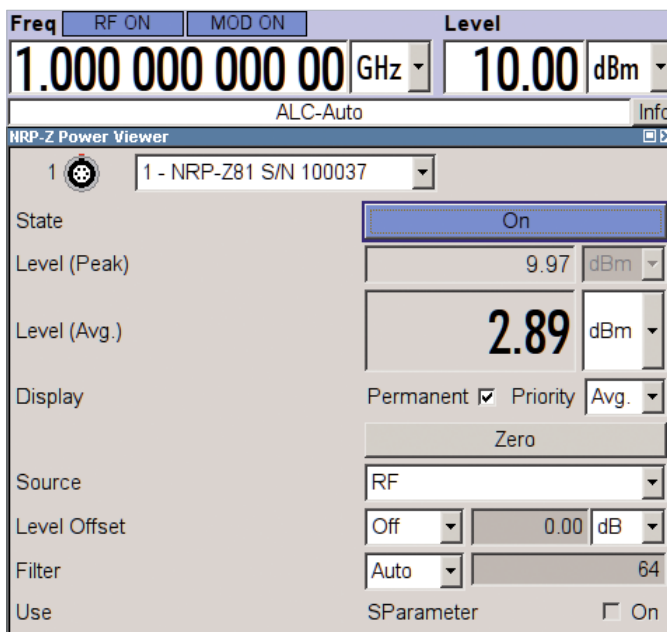 Freq RF ON MOD ON Level
1.000 000 000 00 GHz 10.00 dBm
ALC-Auto Info
NRP-Z Power Viewer
1 1 - NRP-Z81 S/N 100037
State On
Level (Peak) 9.97 dBm
Level (Avg.) 2.89 dBm
Display Permanent Priority Avg.
Zero
Source RF
Level Offset Off 0.00 dB
Filter Auto 64
Use SParameter On